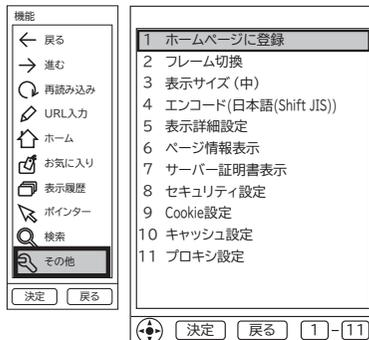 機能
戻る
進む
再読み込み
URL入力
ホーム
お気に入り
表示履歴
ポインター
検索
その他
決定 戻る
1 ホームページに登録
2 フレーム切換
3 表示サイズ (中)
4 エンコード(日本語(Shift JIS))
5 表示詳細設定
6 ページ情報表示
7 サーバー証明書表示
8 セキュリティ設定
9 Cookie設定
10 キャッシュ設定
11 プロキシ設定
決定 戻る 1-11